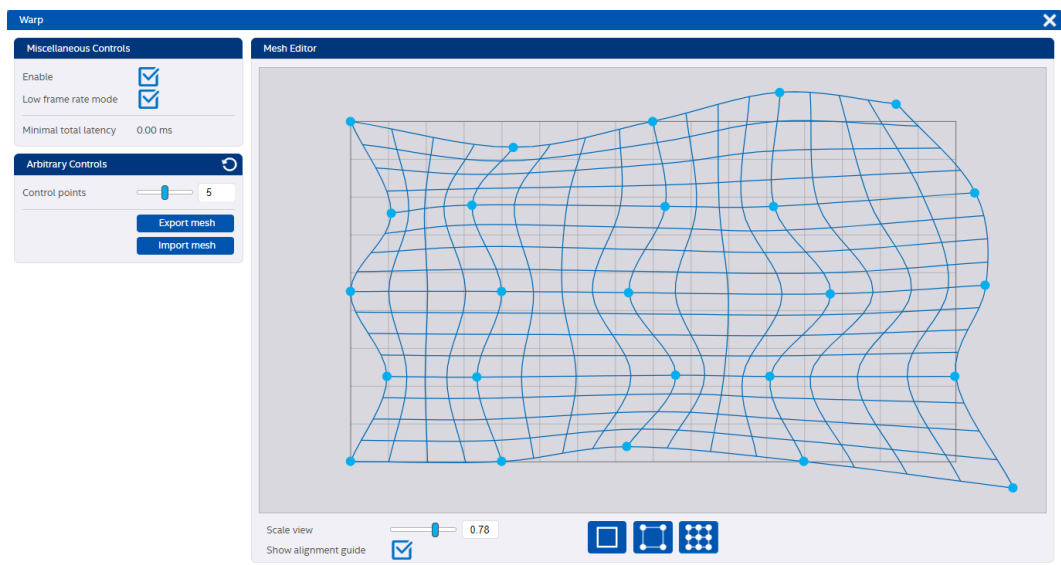 Warp
Miscellaneous Controls
Enable
Low frame rate mode
Minimal total latency 0.00 ms
Arbitrary Controls
Control points 5
Export mesh
Import mesh
Mesh Editor
Scale view 0.78
Show alignment guide